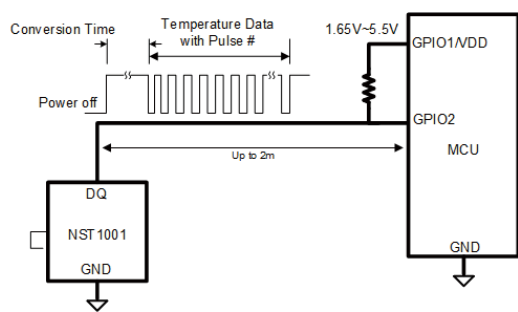 Conversion Time
Temperature Data
with Pulse #
1.65V~5.5V
GPIO1/VDD
Power off
GPIO2
MCU
Up to 2m
DQ
NST1001
GND
GND